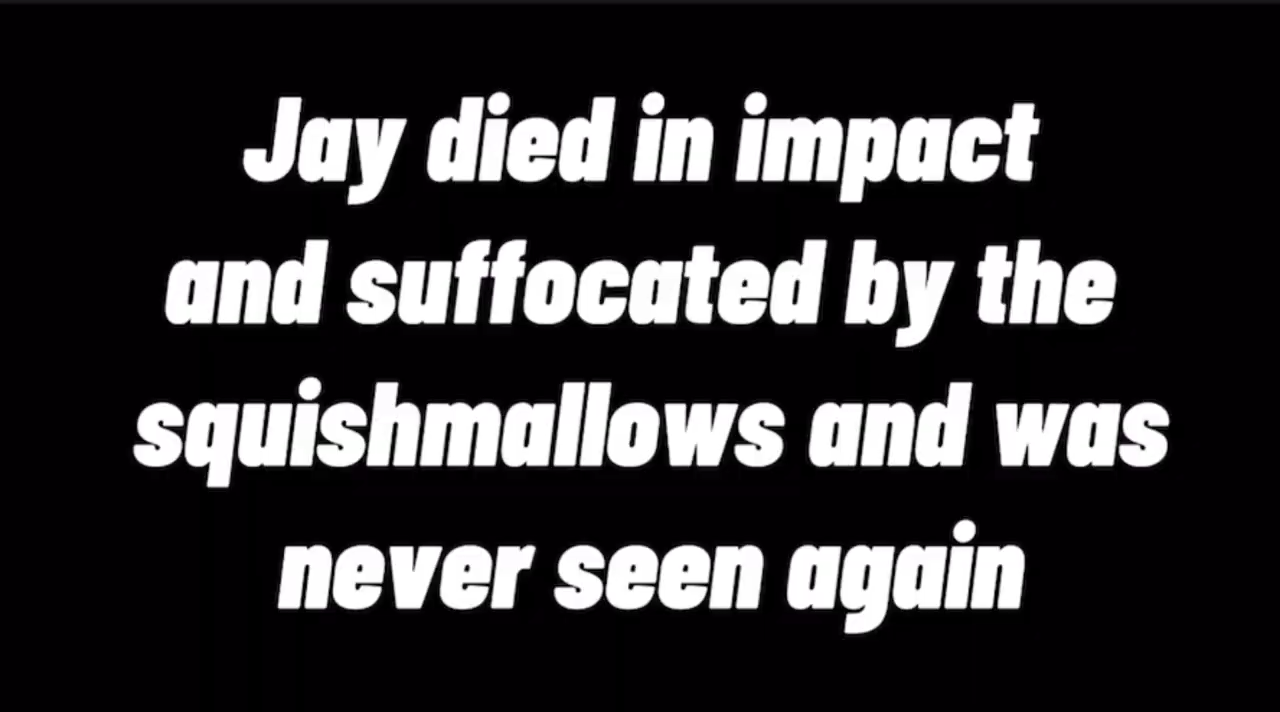 Jay died in impact
and suffocated by the
squishmallows and was
never seen again